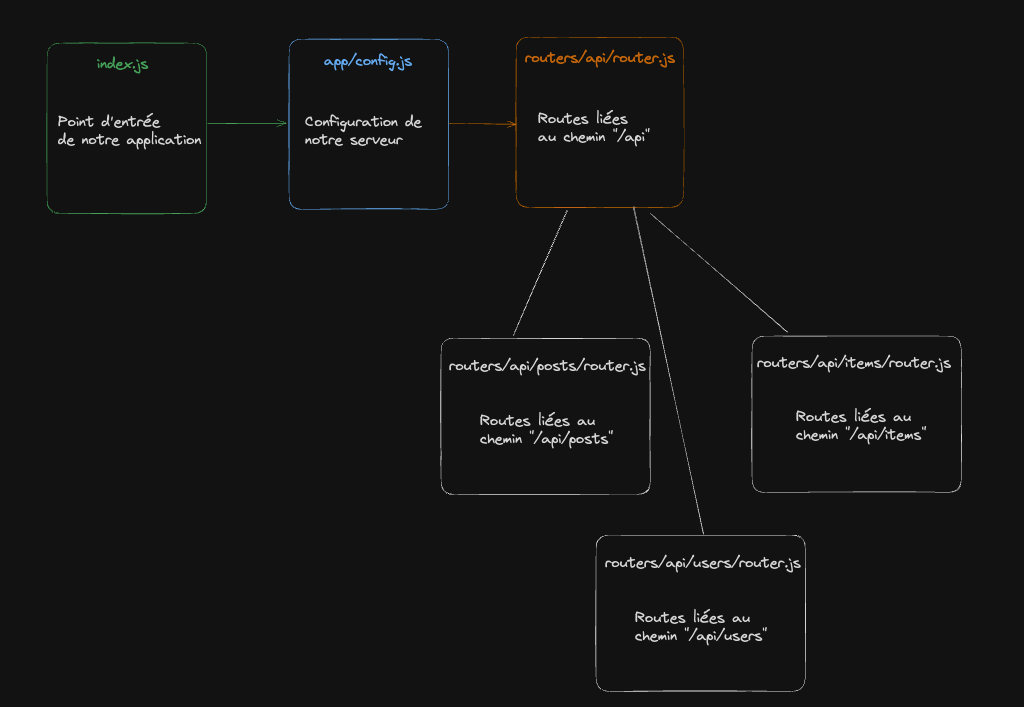 index.js
Point d'entrée
de notre application
app/config.js
Configuration de
notre serveur
routers/api/router.js
Routes liées
au chemin "/api"
routers/api/posts/router.js
Routes liées au
chemin "/api/posts"
routers/api/items/router.js
Routes liées au
chemin "/api/items"
routers/api/users/router.js
Routes liées au
chemin "/api/users"